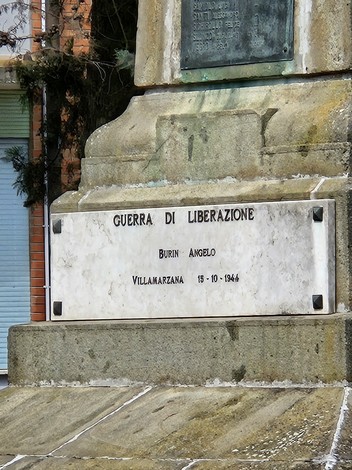 GUERRA DI LIBERAZIONE
BURIN ANGELO
VILLAMARZANA 15-10-1944